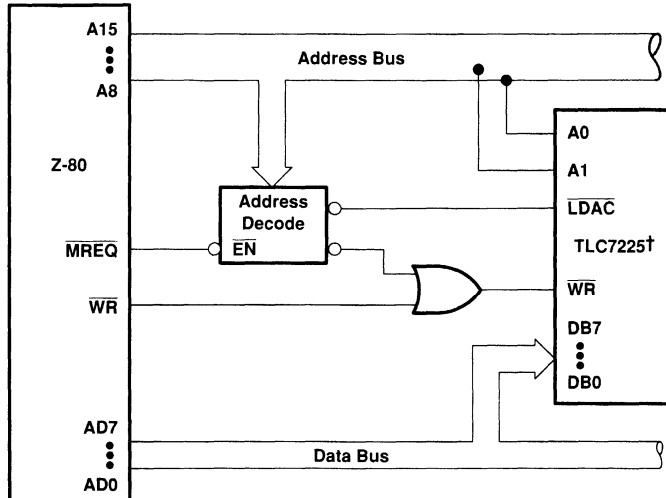 A15
Address Bus
A8
Z-80
A0
A1
Address
Decode
LDAC
MREQ
EN
TLC7225†
WR
WR
DB7
DB0
AD7
Data Bus
AD0